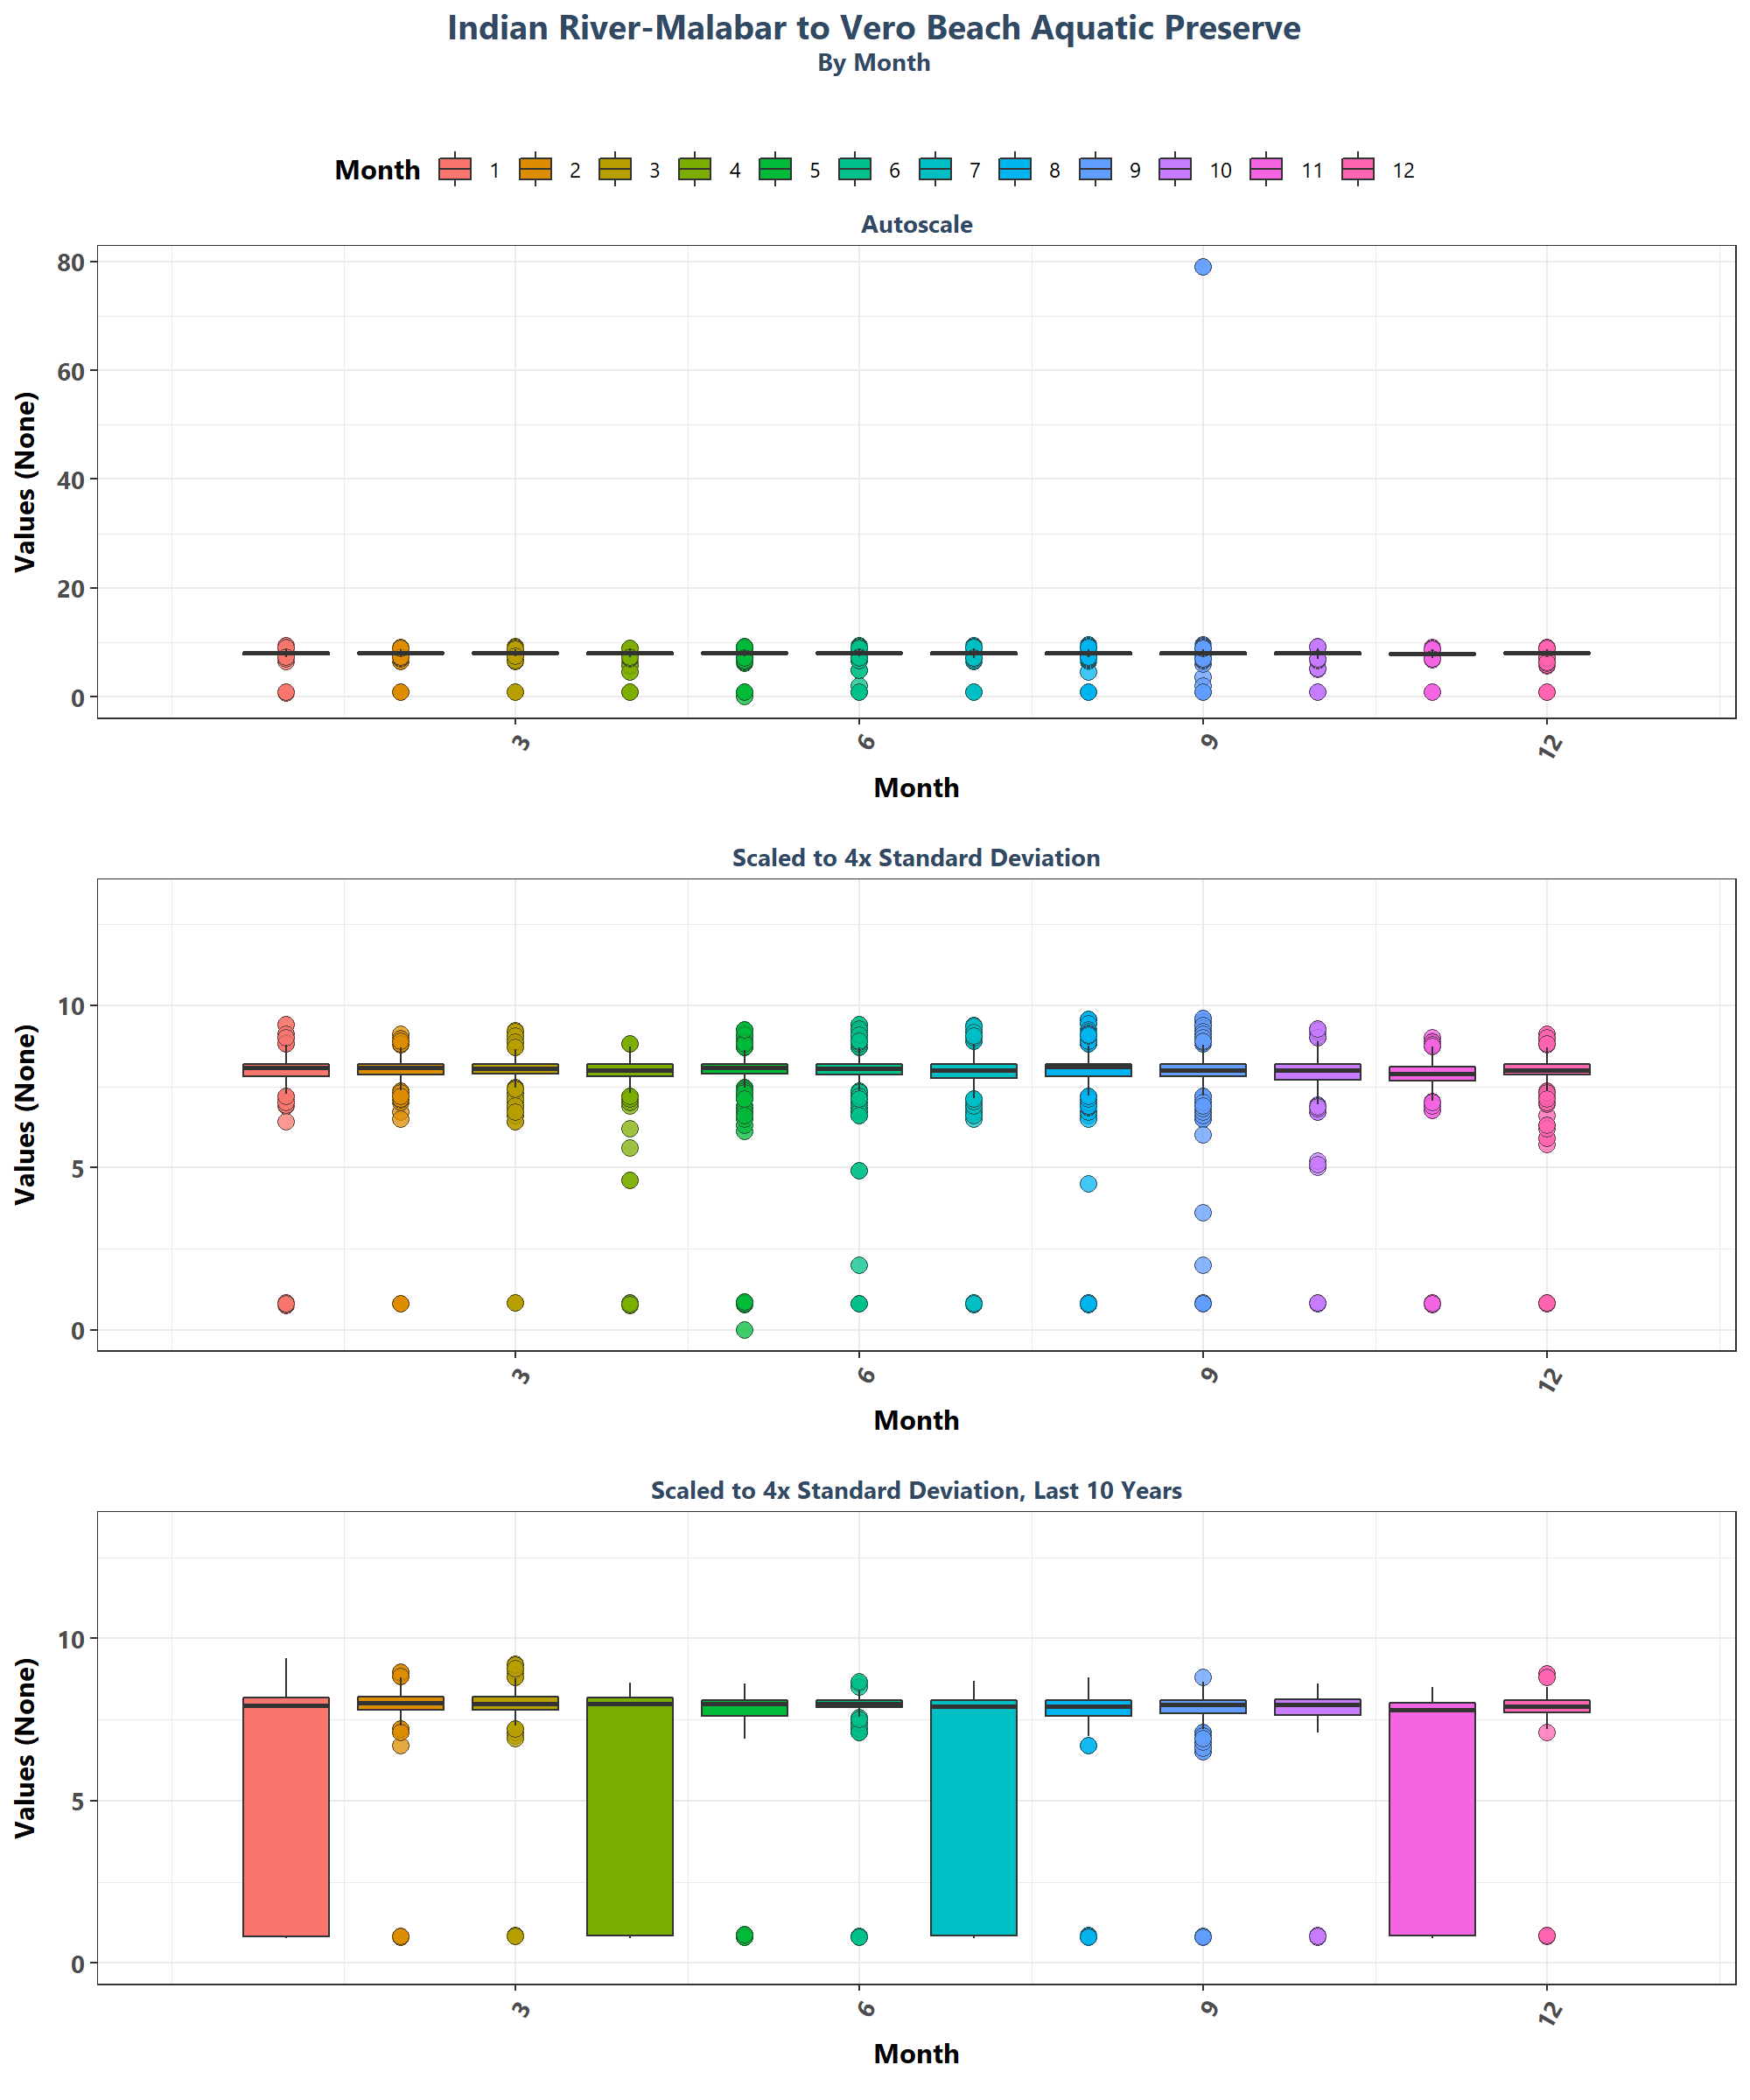 Indian River-Malabar to Vero Beach Aquatic Preserve
By Month
Month 1 2 3 4 5 6 7 8 9 10 11 12
Autoscale
80
60
40
20
0
Values (None)
3 6 9 12
Month
Scaled to 4x Standard Deviation
10
5
0
Values (None)
3 6 9 12
Month
Scaled to 4x Standard Deviation, Last 10 Years
10
5
0
Values (None)
3 6 9 12
Month